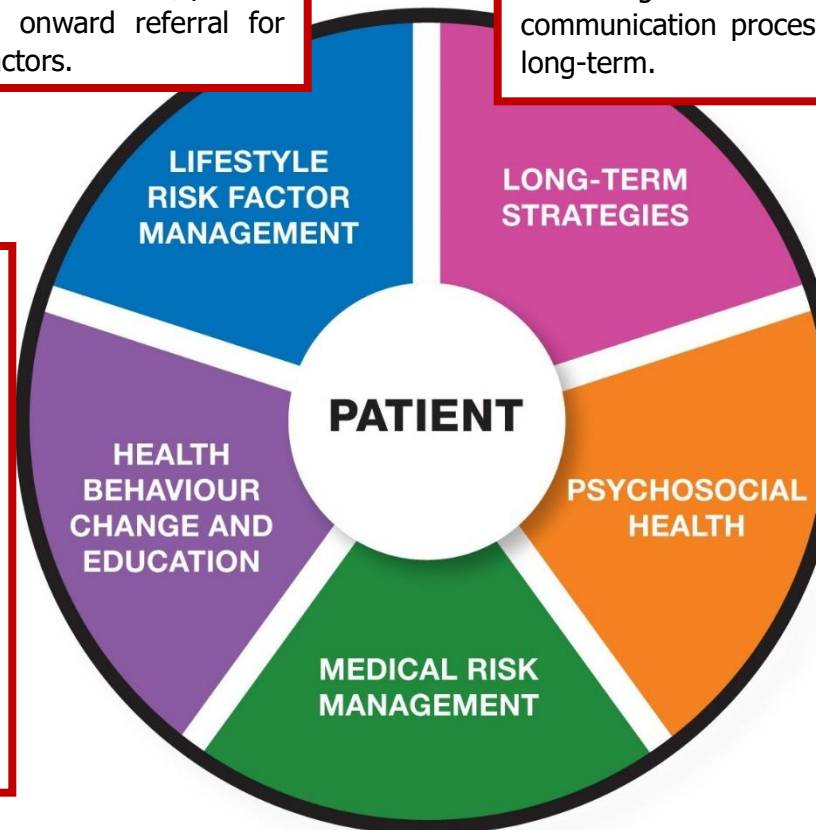 onward referral for
actors.
communication proces
long-term.
LIFESTYLE
RISK FACTOR
MANAGEMENT
LONG-TERM
STRATEGIES
PATIENT
HEALTH
BEHAVIOUR
CHANGE AND
EDUCATION
PSYCHOSOCIAL
HEALTH
MEDICAL RISK
MANAGEMENT